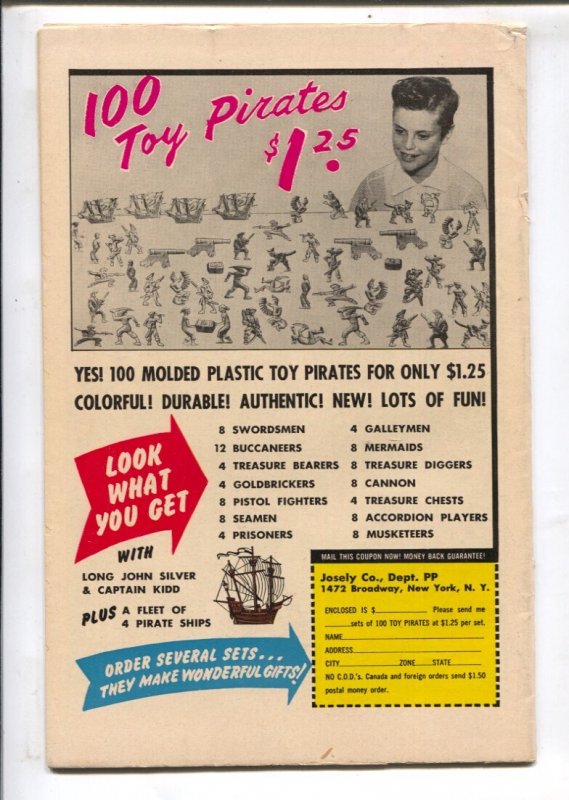 100
Toy Pirates
$1.25
YES! 100 MOLDED PLASTIC TOY PIRATES FOR ONLY $1.25
COLORFUL! DURABLE! AUTHENTIC! NEW! LOTS OF FUN!
LOOK
WHAT
YOU GET
WITH
LONG JOHN SILVER
& CAPTAIN KIDD
PLUS A FLEET OF
4 PIRATE SHIPS
8 SWORDSMEN
12 BUCCANEERS
4 TREASURE BEARERS
4 GOLDBRICKERS
8 PISTOL FIGHTERS
8 SEAMEN
4 PRISONERS
4 GALLEYMEN
8 MERMAIDS
8 TREASURE DIGGERS
8 CANNON
4 TREASURE CHESTS
8 ACCORDION PLAYERS
8 MUSKETEERS
ORDER SEVERAL SETS...
THEY MAKE WONDERFUL GIFTS!
MAIL THIS COUPON NOW! MONEY BACK GUARANTEE!
Josely Co., Dept. PP
1472 Broadway, New York, N. Y.
ENCLOSED IS $ Please send me
sets of 100 TOY PIRATES at $1.25 per set.
NAME
ADDRESS
CITY ZONE STATE
NO C.O.D.'s. Canada and foreign orders send $1.50
postal money order.